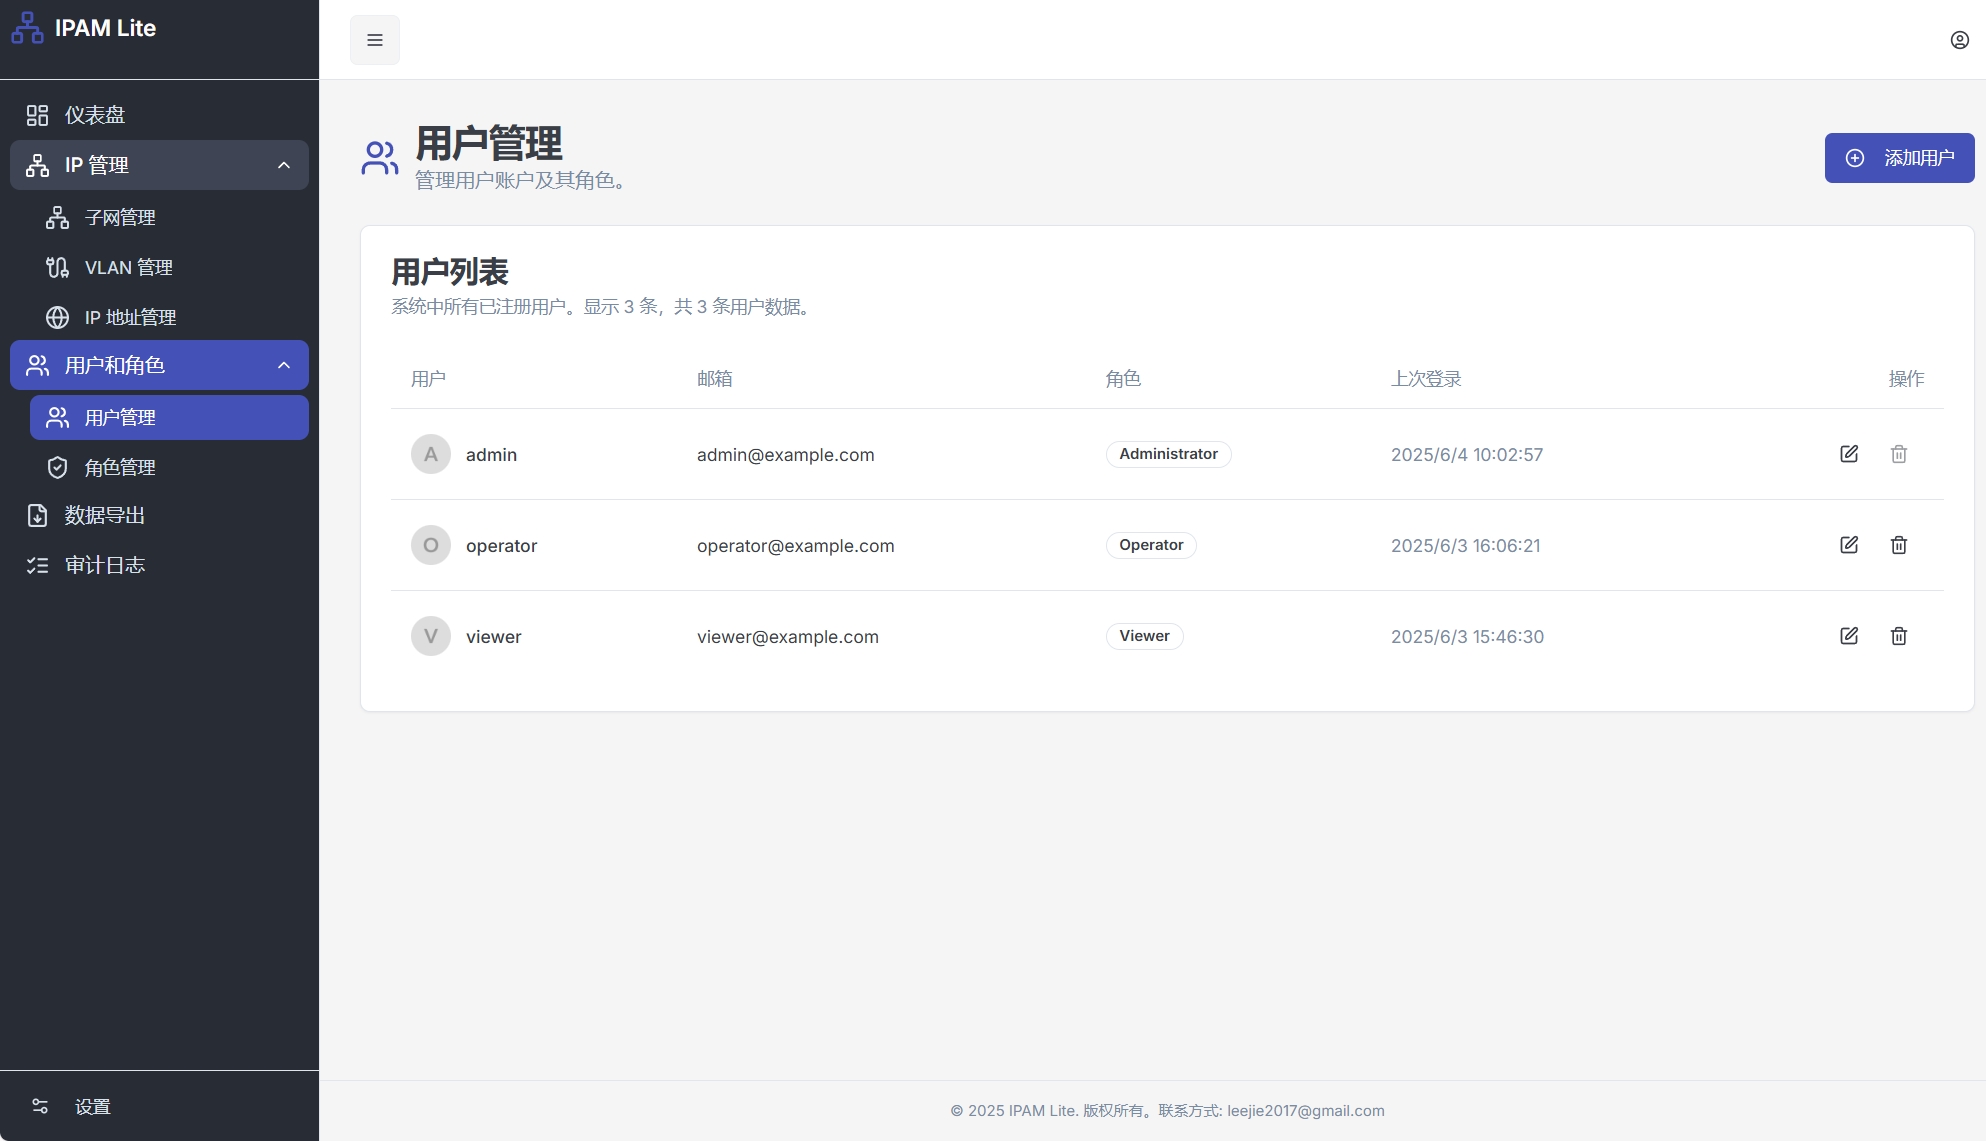 IPAM Lite
仪表盘
IP 管理
子网管理
VLAN 管理
IP 地址管理
用户和角色
用户管理
角色管理
数据导出
审计日志
设置
用户管理
管理用户账户及其角色。
添加用户
用户列表
系统中所有已注册用户。显示 3 条，共 3 条用户数据。
用户 邮箱 角色 上次登录 操作
A admin admin@example.com Administrator 2025/6/4 10:02:57
O operator operator@example.com Operator 2025/6/3 16:06:21
V viewer viewer@example.com Viewer 2025/6/3 15:46:30
© 2025 IPAM Lite. 版权所有。联系方式: leejie2017@gmail.com